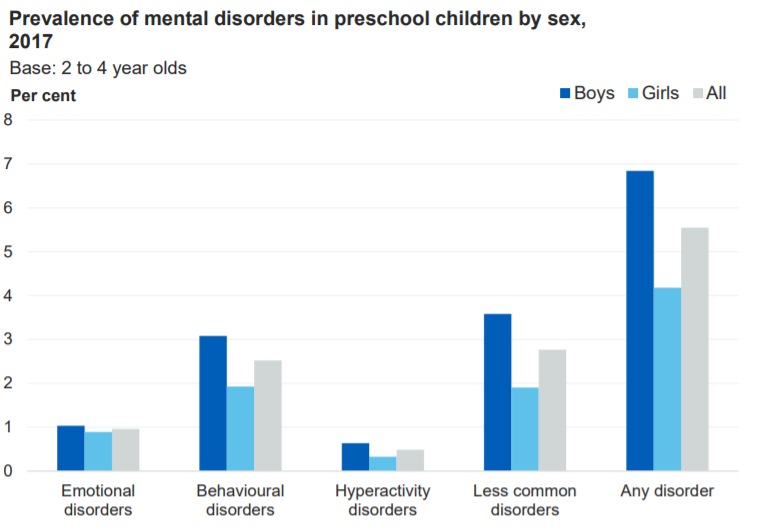 Prevalence of mental disorders in preschool children by sex,
2017
Base: 2 to 4 year olds
Per cent
Boys Girls All
8
7
6
5
4
3
2
1
0
Emotional disorders
Behavioural disorders
Hyperactivity disorders
Less common disorders
Any disorder